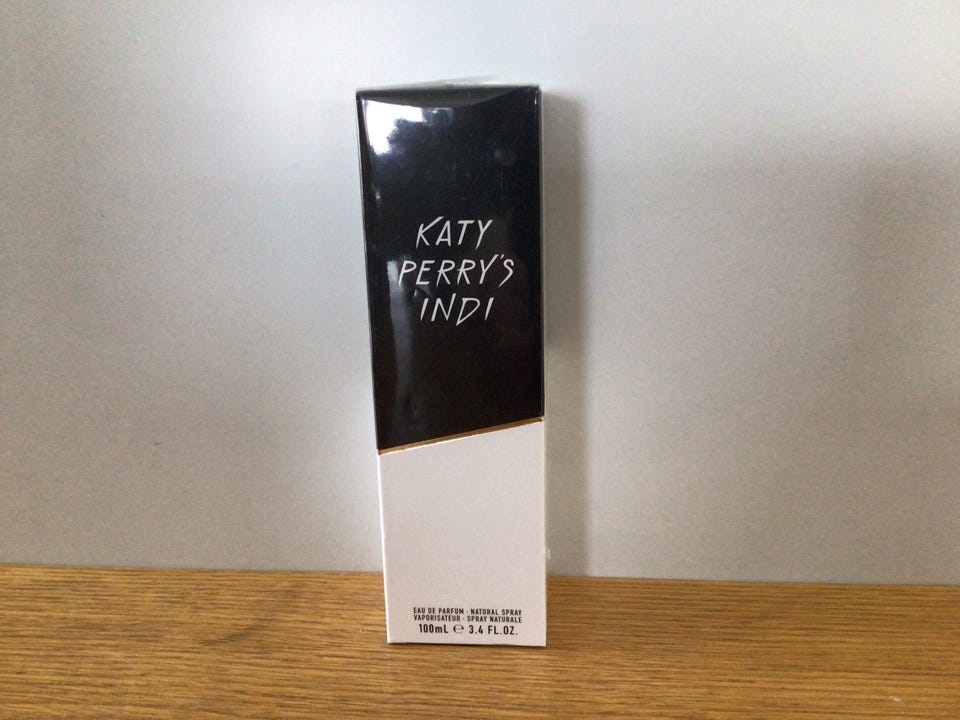 KATY
PERRY'S
INDI
EAU DE PARFUM · NATURAL SPRAY
VAPORISATEUR · SPRAY NATURALE
100mL ℮ 3.4 FL.OZ.